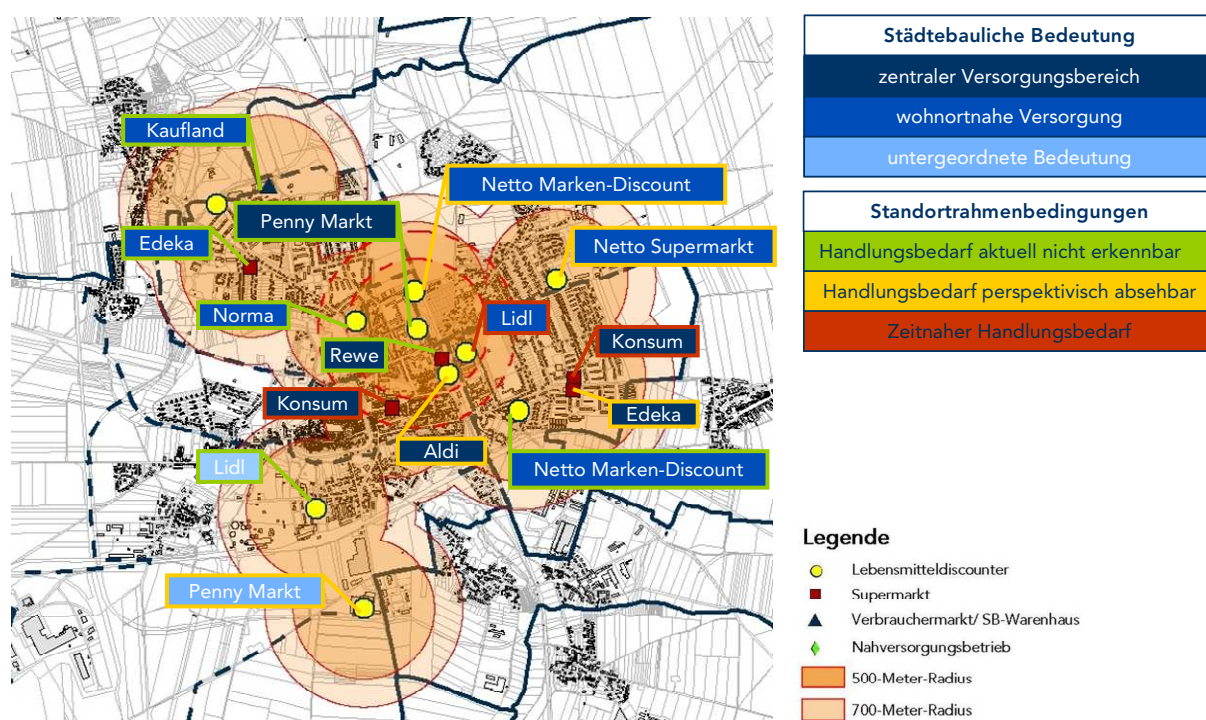 Kaufland
Netto Marken-Discount
Penny Markt
Edeka
Netto Supermarkt
Norma
Lidl
Rewe
Konsum
Konsum
Edeka
Aldi
Lidl
Netto Marken-Discount
Penny Markt
Städtebauliche Bedeutung
zentraler Versorgungsbereich
wohnortnahe Versorgung
untergeordnete Bedeutung
Standortrahmenbedingungen
Handlungsbedarf aktuell nicht erkennbar
Handlungsbedarf perspektivisch absehbar
Zeitnaher Handlungsbedarf
Legende
Lebensmitteldiscounter
Supermarkt
Verbrauchermarkt/ SB-Warenhaus
Nahversorgungsbetrieb
500-Meter-Radius
700-Meter-Radius